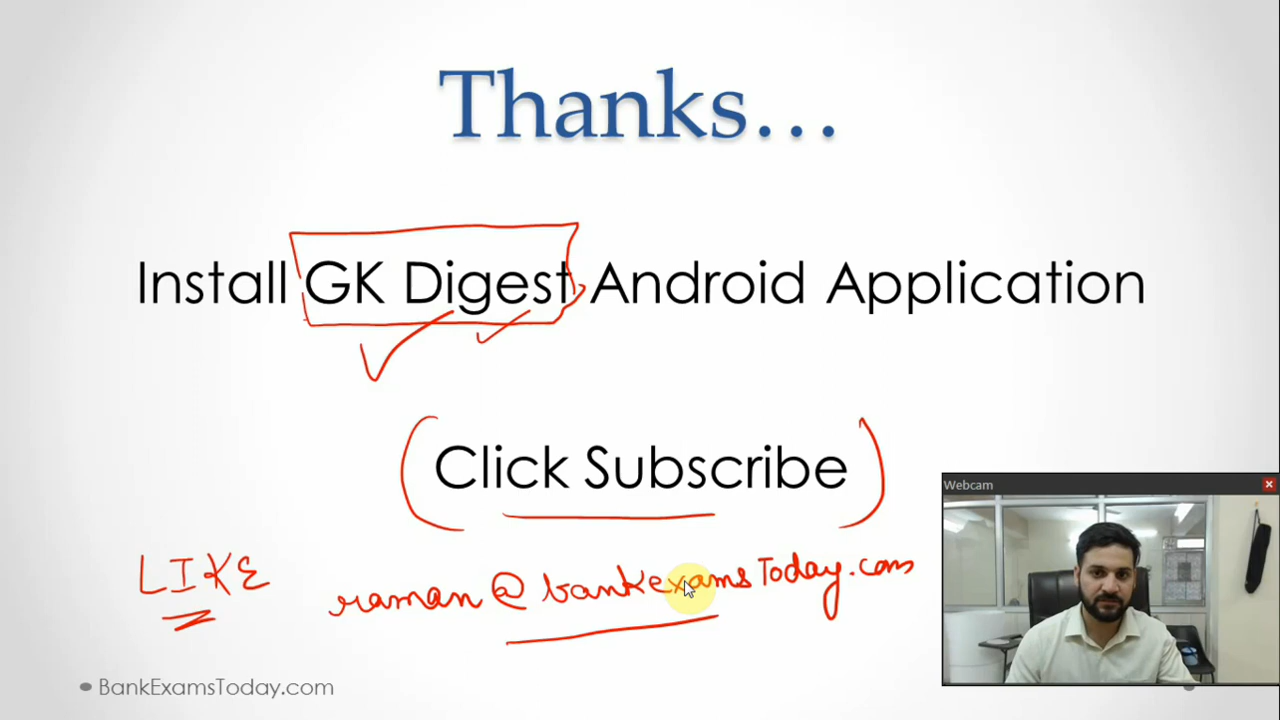 Thanks...
Install GK Digest Android Application
Click Subscribe
Webcam
LIKE
raman@bankexamsToday.com
BankExamsToday.com